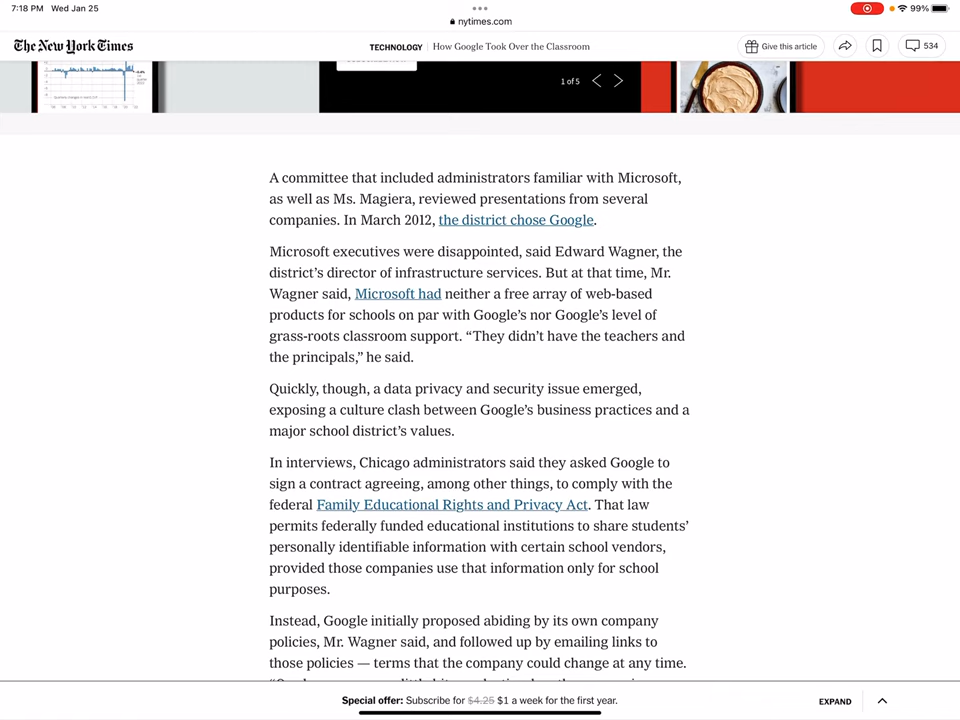 7:18 PM Wed Jan 25
99%
nytimes.com
The New York Times
TECHNOLOGY | How Google Took Over the Classroom
Give this article
534
1 of 5
A committee that included administrators familiar with Microsoft,
as well as Ms. Magiera, reviewed presentations from several
companies. In March 2012, the district chose Google.
Microsoft executives were disappointed, said Edward Wagner, the
district’s director of infrastructure services. But at that time, Mr.
Wagner said, Microsoft had neither a free array of web-based
products for schools on par with Google’s nor Google’s level of
grass-roots classroom support. “They didn’t have the teachers and
the principals,” he said.
Quickly, though, a data privacy and security issue emerged,
exposing a culture clash between Google’s business practices and a
major school district’s values.
In interviews, Chicago administrators said they asked Google to
sign a contract agreeing, among other things, to comply with the
federal Family Educational Rights and Privacy Act. That law
permits federally funded educational institutions to share students’
personally identifiable information with certain school vendors,
provided those companies use that information only for school
purposes.
Instead, Google initially proposed abiding by its own company
policies, Mr. Wagner said, and followed up by emailing links to
those policies — terms that the company could change at any time.
Special offer: Subscribe for $4.25 $1 a week for the first year.
EXPAND